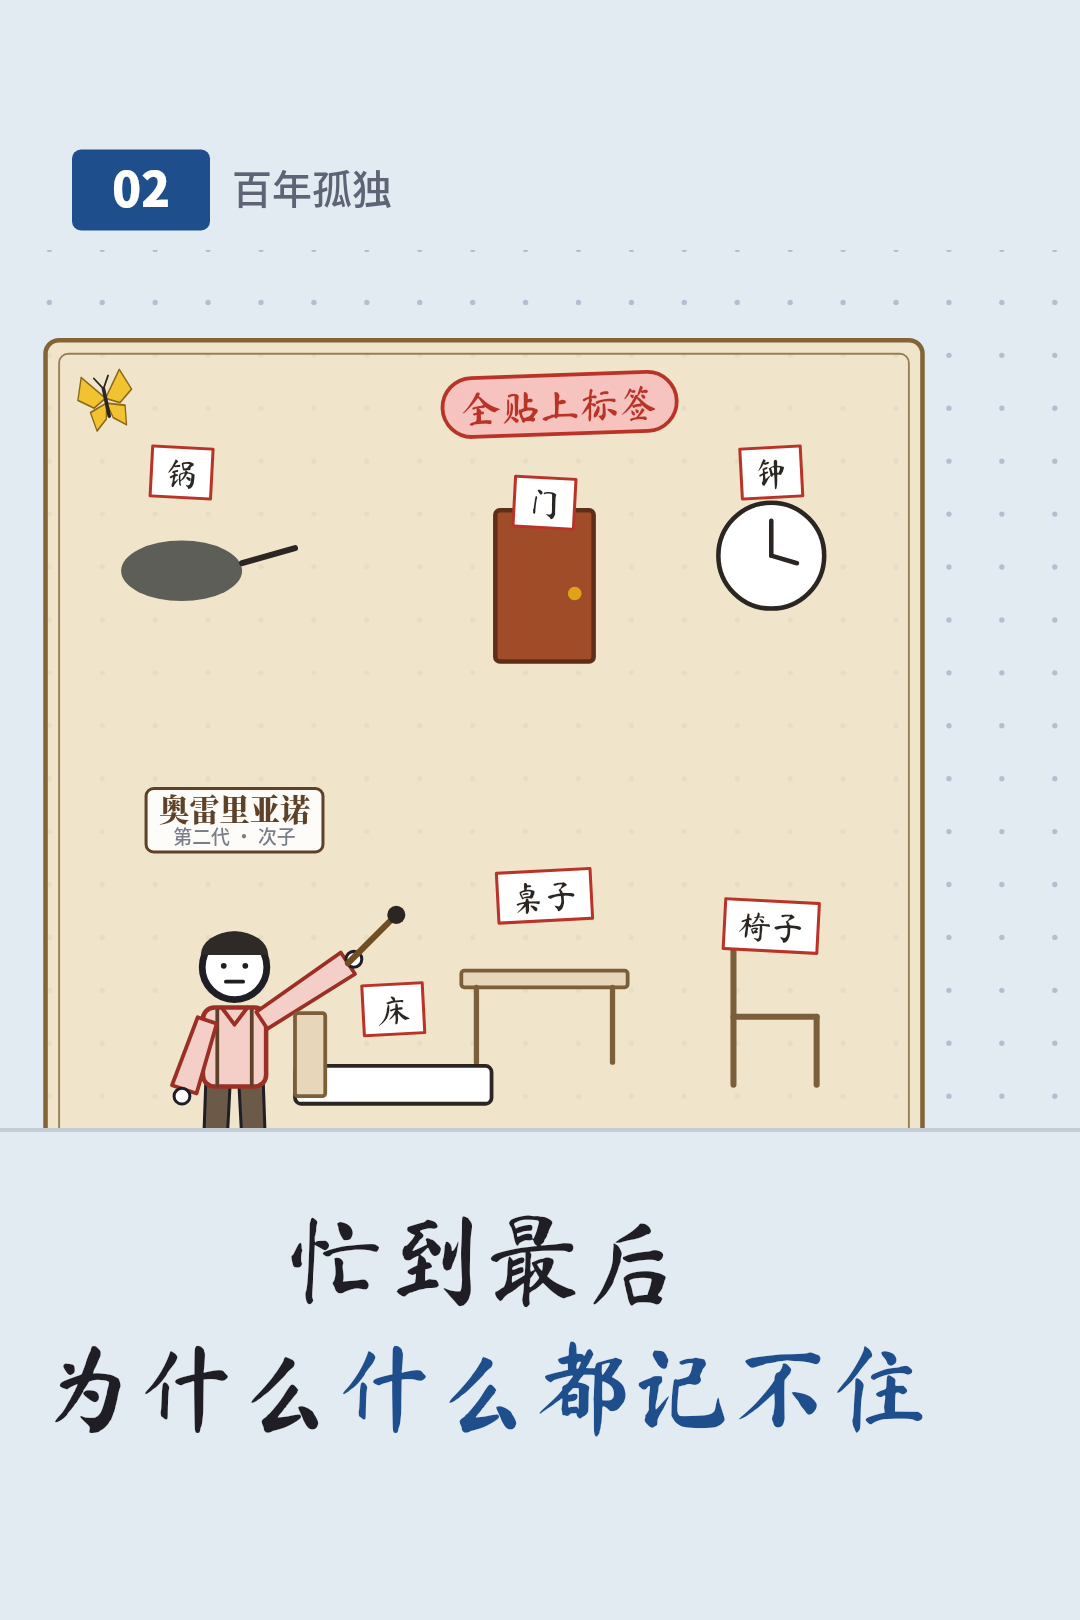 02 百年孤独
全贴上标签
锅
门
钟
奥雷里亚诺
第二代 · 次子
桌子
椅子
床
忙到最后
为什么什么都记不住